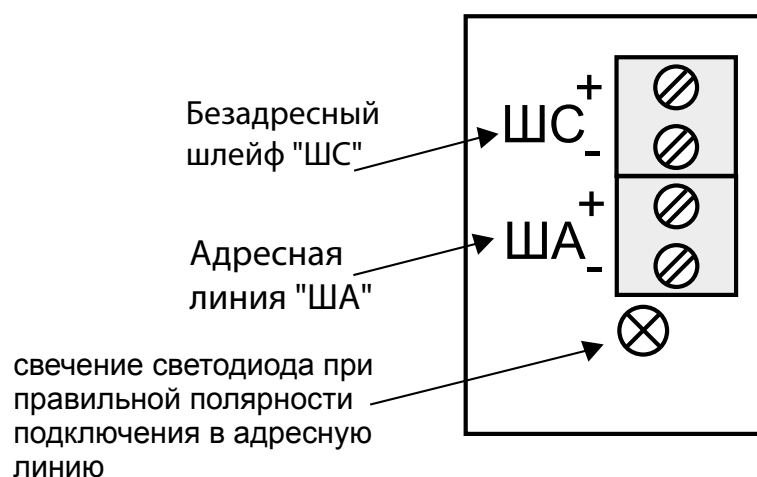 Безадресный
шлейф "ШС"
ШС
+
-
Адресная
линия "ША"
ША
+
-
свечение светодиода при
правильной полярности
подключения в адресную
линию